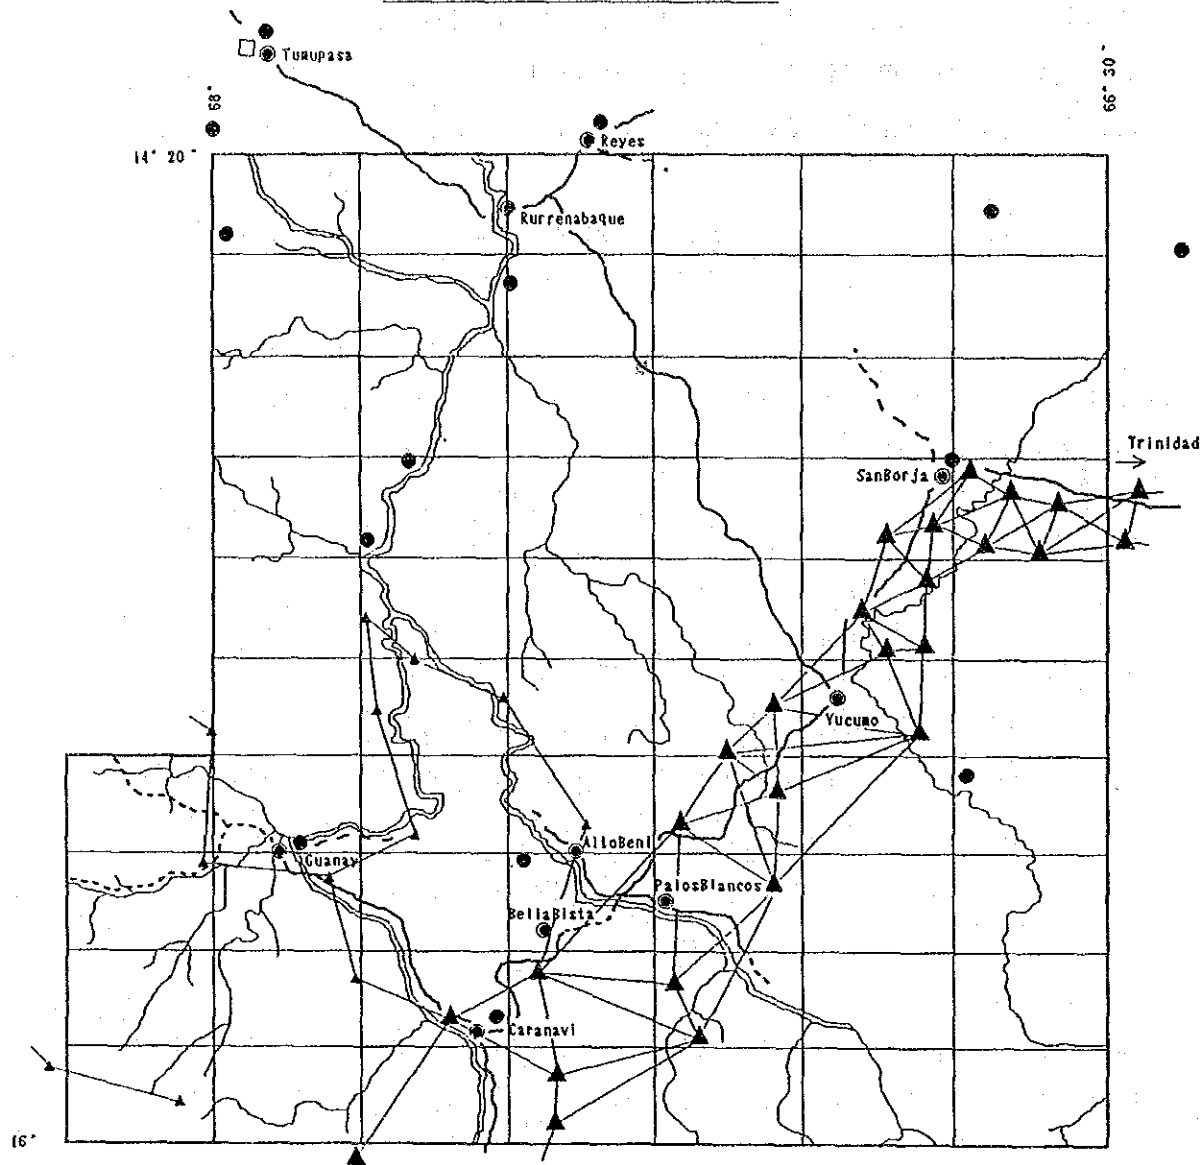 Tumupasa
68°
66° 30'
Reyes
14° 20'
Rurrenabaque
Trinidad
SanBorja
Yucumo
AltoBeni
Guanay
PalosBlancos
BellaBista
Caranavi
16°